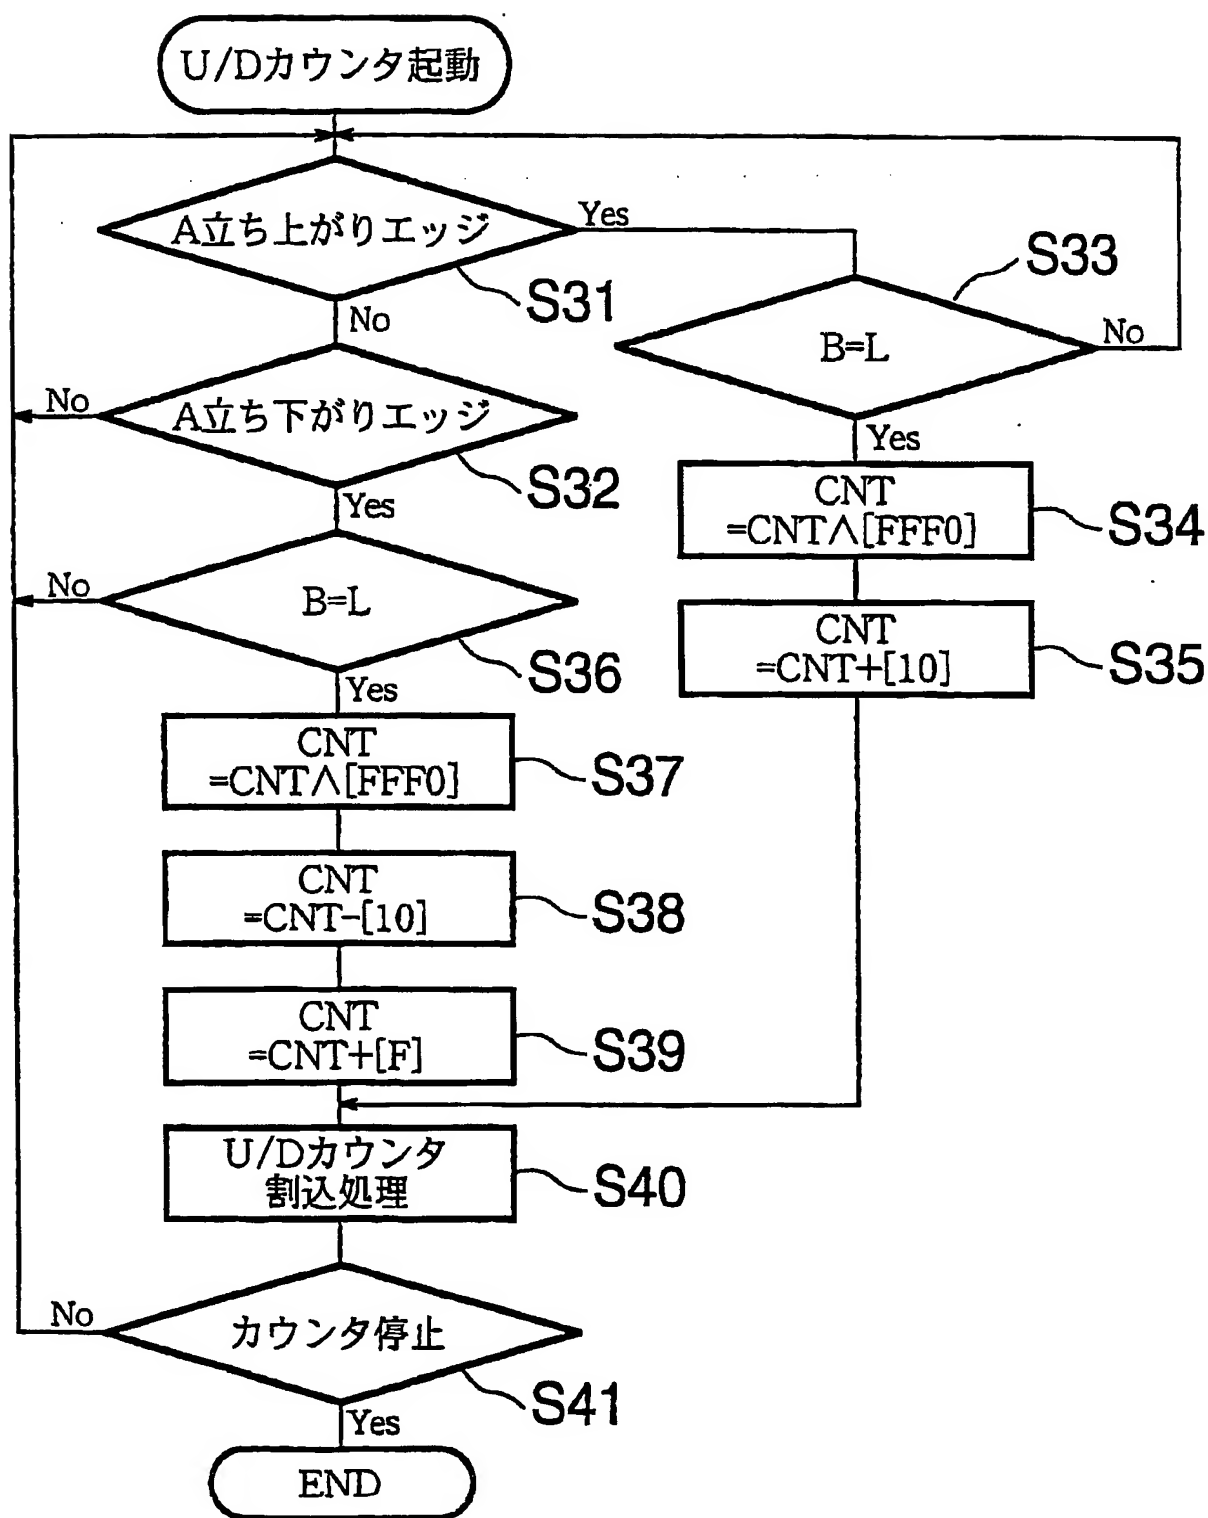 U/Dカウンタ起動
A立ち上がりエッジ
Yes
S31
No
S33
B=L
No
Yes
No
A立ち下がりエッジ
S32
Yes
CNT
=CNT∧[FFF0]
S34
CNT
=CNT+[10]
S35
No
B=L
S36
Yes
CNT
=CNT∧[FFF0]
S37
CNT
=CNT-[10]
S38
CNT
=CNT+[F]
S39
U/Dカウンタ
割込処理
S40
No
カウンタ停止
S41
Yes
END